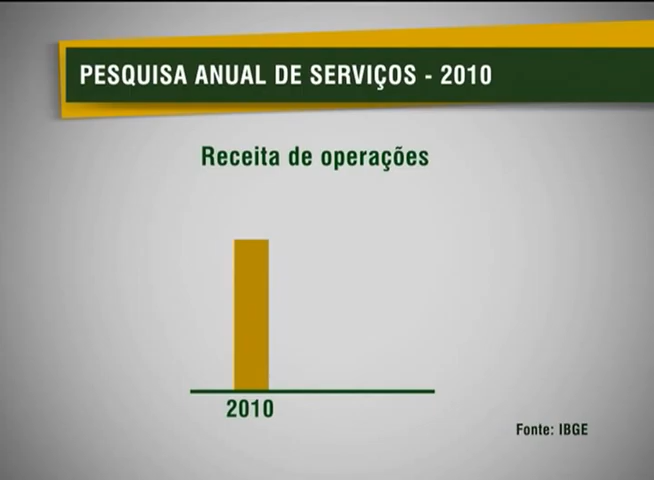 PESQUISA ANUAL DE SERVIÇOS - 2010
Receita de operações
2010
Fonte: IBGE